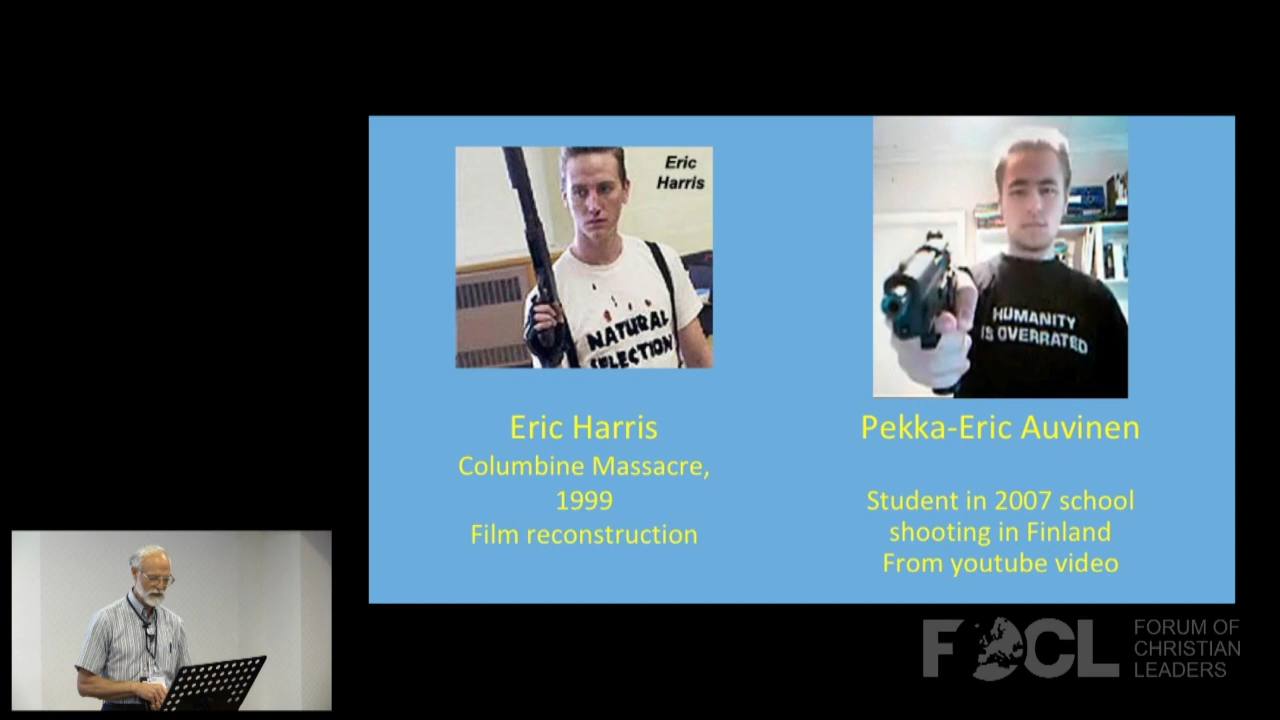 Eric
Harris
NATURAL
SELECTION
HUMANITY
IS OVERRATED
Eric Harris
Columbine Massacre,
1999
Film reconstruction
Pekka-Eric Auvinen
Student in 2007 school
shooting in Finland
From youtube video
FOCL
FORUM OF
CHRISTIAN
LEADERS